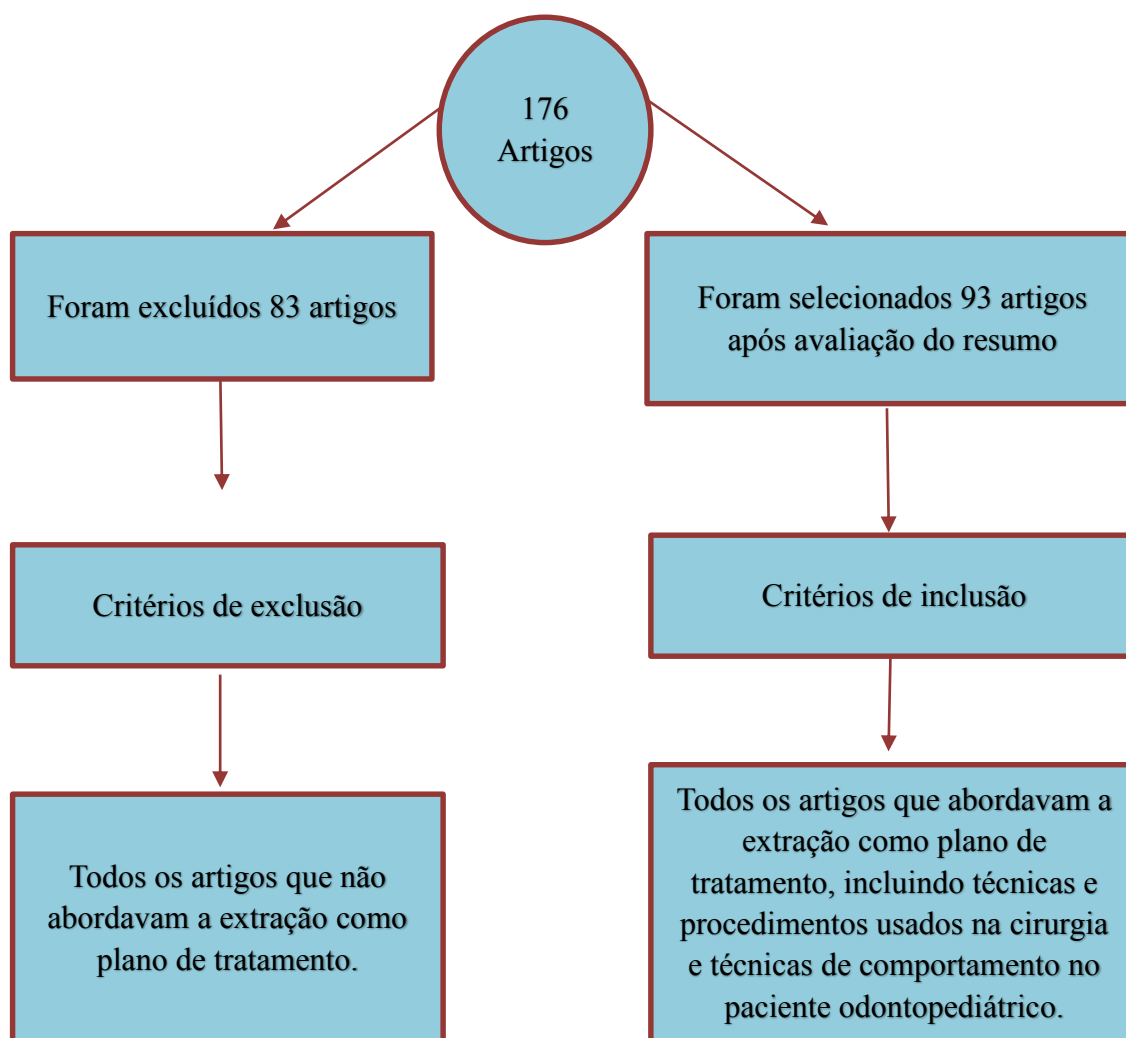 176
Artigos
Foram excluídos 83 artigos
Foram selecionados 93 artigos
após avaliação do resumo
Critérios de exclusão
Critérios de inclusão
Todos os artigos que não
abordavam a extração como
plano de tratamento.
Todos os artigos que abordavam a
extração como plano de
tratamento, incluindo técnicas e
procedimentos usados na cirurgia
e técnicas de comportamento no
paciente odontopediátrico.